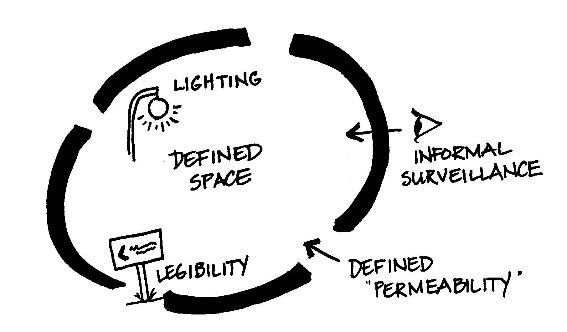 LIGHTING
DEFINED
SPACE
INFORMAL
SURVEILLANCE
LEGIBILITY
DEFINED
"PERMEABILITY"